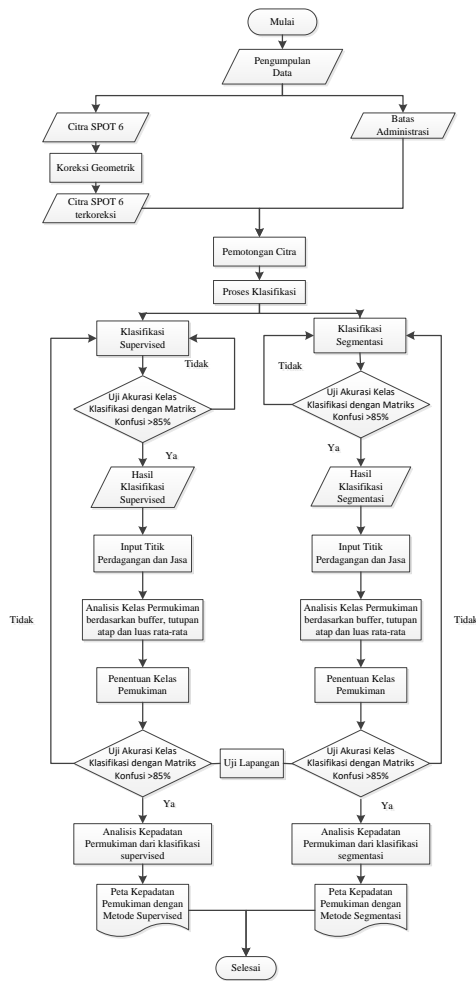 Mulai
Pengumpulan
Data
Citra SPOT 6
Batas
Administrasi
Koreksi Geometrik
Citra SPOT 6
terkoreksi
Pemotongan Citra
Proses Klasifikasi
Klasifikasi
Supervised
Klasifikasi
Segmentasi
Tidak
Tidak
Uji Akurasi Kelas
Klasifikasi dengan Matriks
Konfusi >85%
Uji Akurasi Kelas
Klasifikasi dengan Matriks
Konfusi >85%
Ya
Ya
Hasil
Klasifikasi
Supervised
Hasil
Klasifikasi
Segmentasi
Input Titik
Perdagangan dan Jasa
Input Titik
Perdagangan dan Jasa
Tidak
Analisis Kelas Permukiman
berdasarkan buffer, tutupan
atap dan luas rata-rata
Analisis Kelas Permukiman
berdasarkan buffer, tutupan
atap dan luas rata-rata
Tidak
Penentuan Kelas
Pemukiman
Penentuan Kelas
Pemukiman
Uji Akurasi Kelas
Klasifikasi dengan Matriks
Konfusi >85%
Uji Lapangan
Uji Akurasi Kelas
Klasifikasi dengan Matriks
Konfusi >85%
Ya
Ya
Analisis Kepadatan
Permukiman dari klasifikasi
supervised
Analisis Kepadatan
Permukiman dari klasifikasi
segmentasi
Peta Kepadatan
Pemukiman dengan
Metode Supervised
Peta Kepadatan
Pemukiman dengan
Metode Segmentasi
Selesai